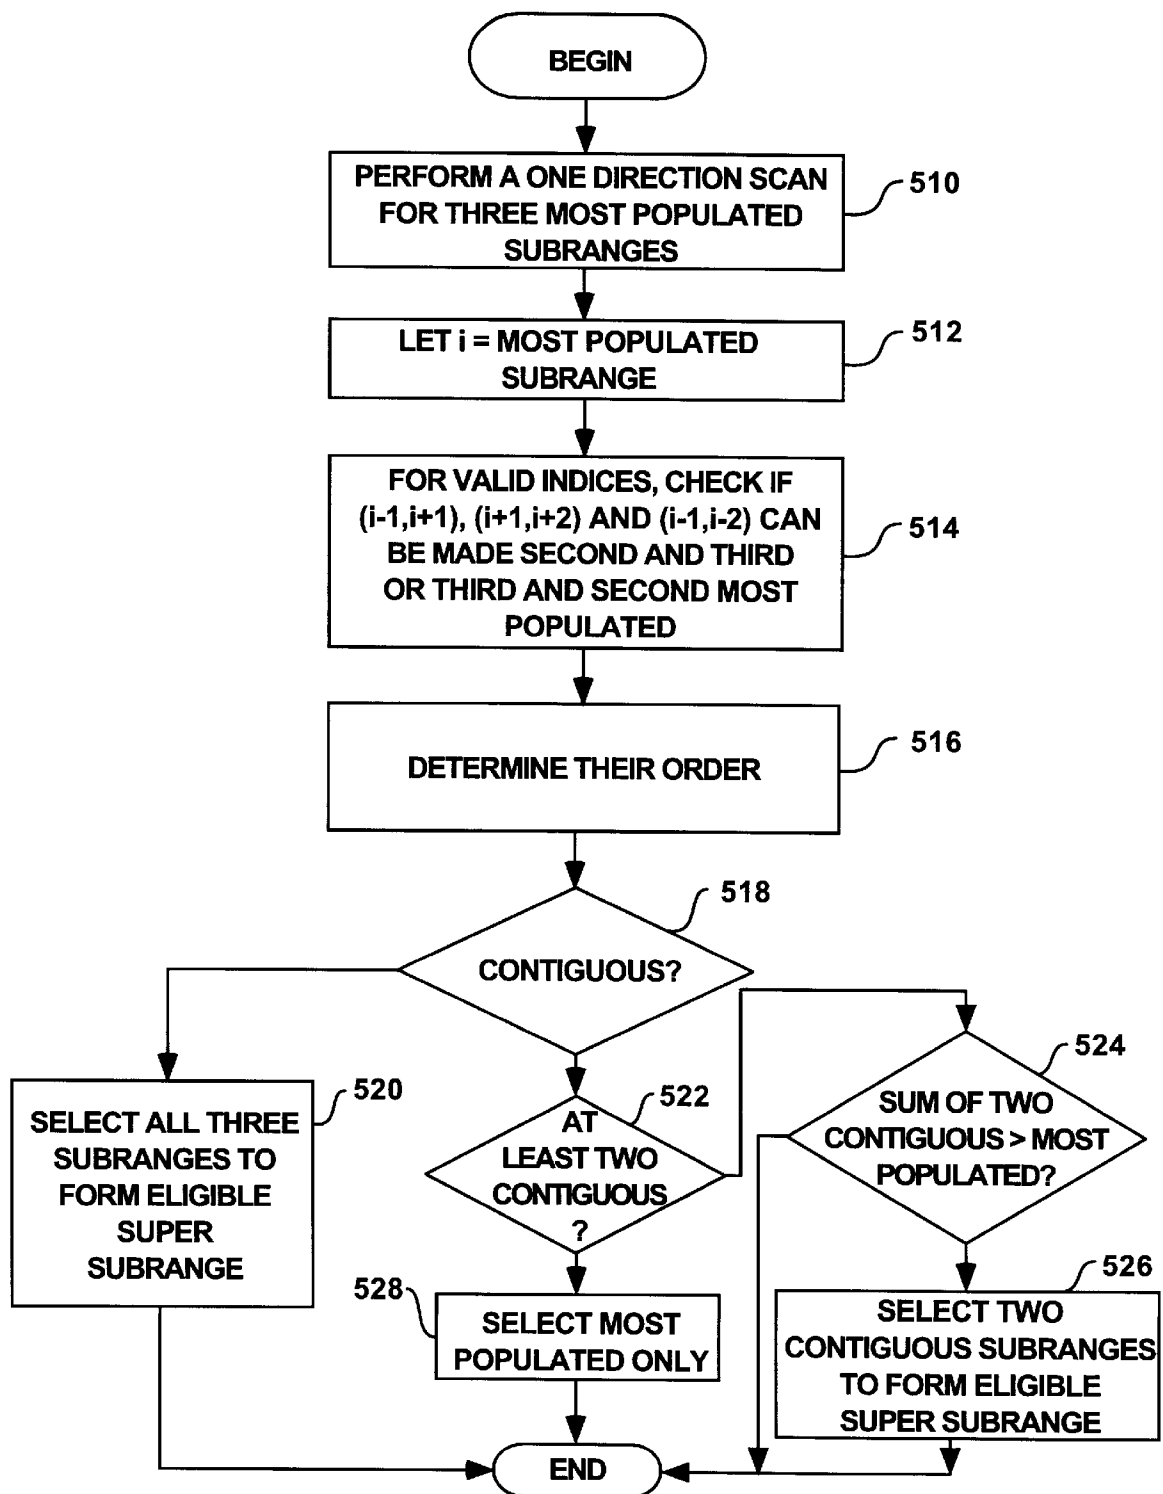 BEGIN
PERFORM A ONE DIRECTION SCAN
FOR THREE MOST POPULATED
SUBRANGES
510
LET i = MOST POPULATED
SUBRANGE
512
FOR VALID INDICES, CHECK IF
(i-1,i+1), (i+1,i+2) AND (i-1,i-2) CAN
BE MADE SECOND AND THIRD
OR THIRD AND SECOND MOST
POPULATED
514
DETERMINE THEIR ORDER
516
CONTIGUOUS?
518
SELECT ALL THREE
SUBRANGES TO
FORM ELIGIBLE
SUPER
SUBRANGE
520
AT
LEAST TWO
CONTIGUOUS
?
522
SUM OF TWO
CONTIGUOUS > MOST
POPULATED?
524
SELECT MOST
POPULATED ONLY
528
SELECT TWO
CONTIGUOUS SUBRANGES
TO FORM ELIGIBLE
SUPER SUBRANGE
526
END